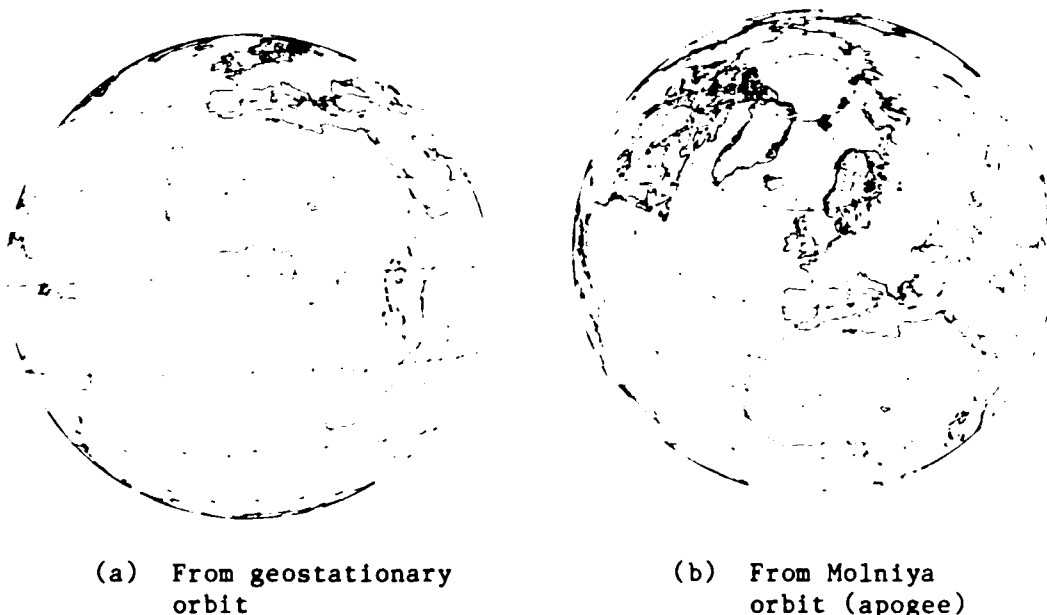 (a) From geostationary
orbit
(b) From Molniya
orbit (apogee)